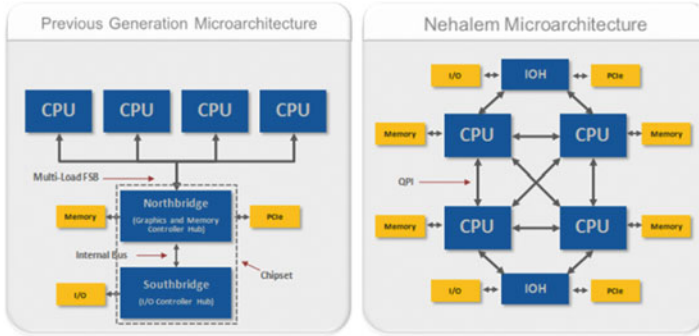 Previous Generation Microarchitecture
CPU CPU CPU CPU
Multi-Load FSB
Northbridge
(Graphics and Memory
Controller Hub)
Memory
PCIe
Internal Bus
Chipset
Southbridge
(I/O Controller Hub)
I/O
Nehalem Microarchitecture
I/O IOH PCIe
Memory CPU CPU Memory
QPI
Memory CPU CPU Memory
I/O IOH PCIe